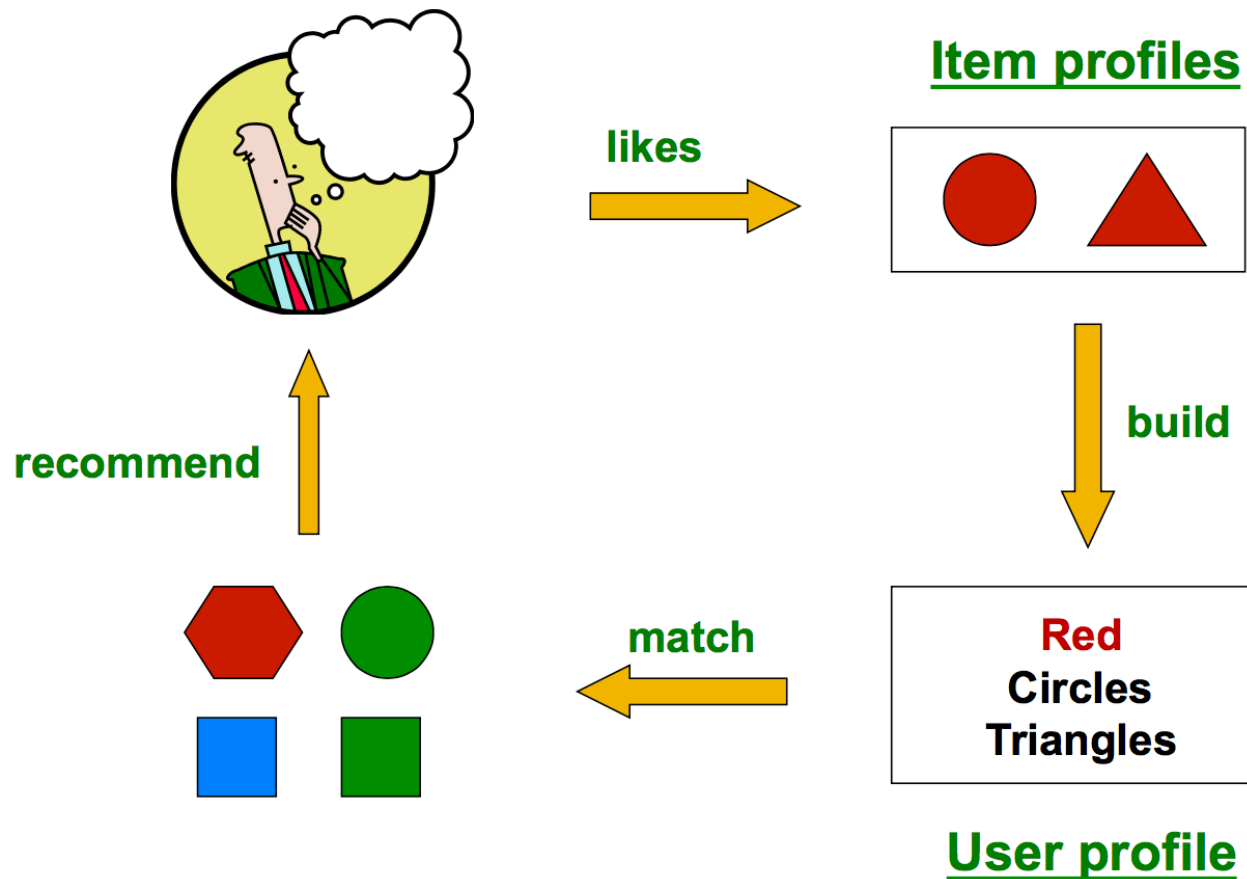 Item profiles
likes
build
recommend
match
Red
Circles
Triangles
User profile